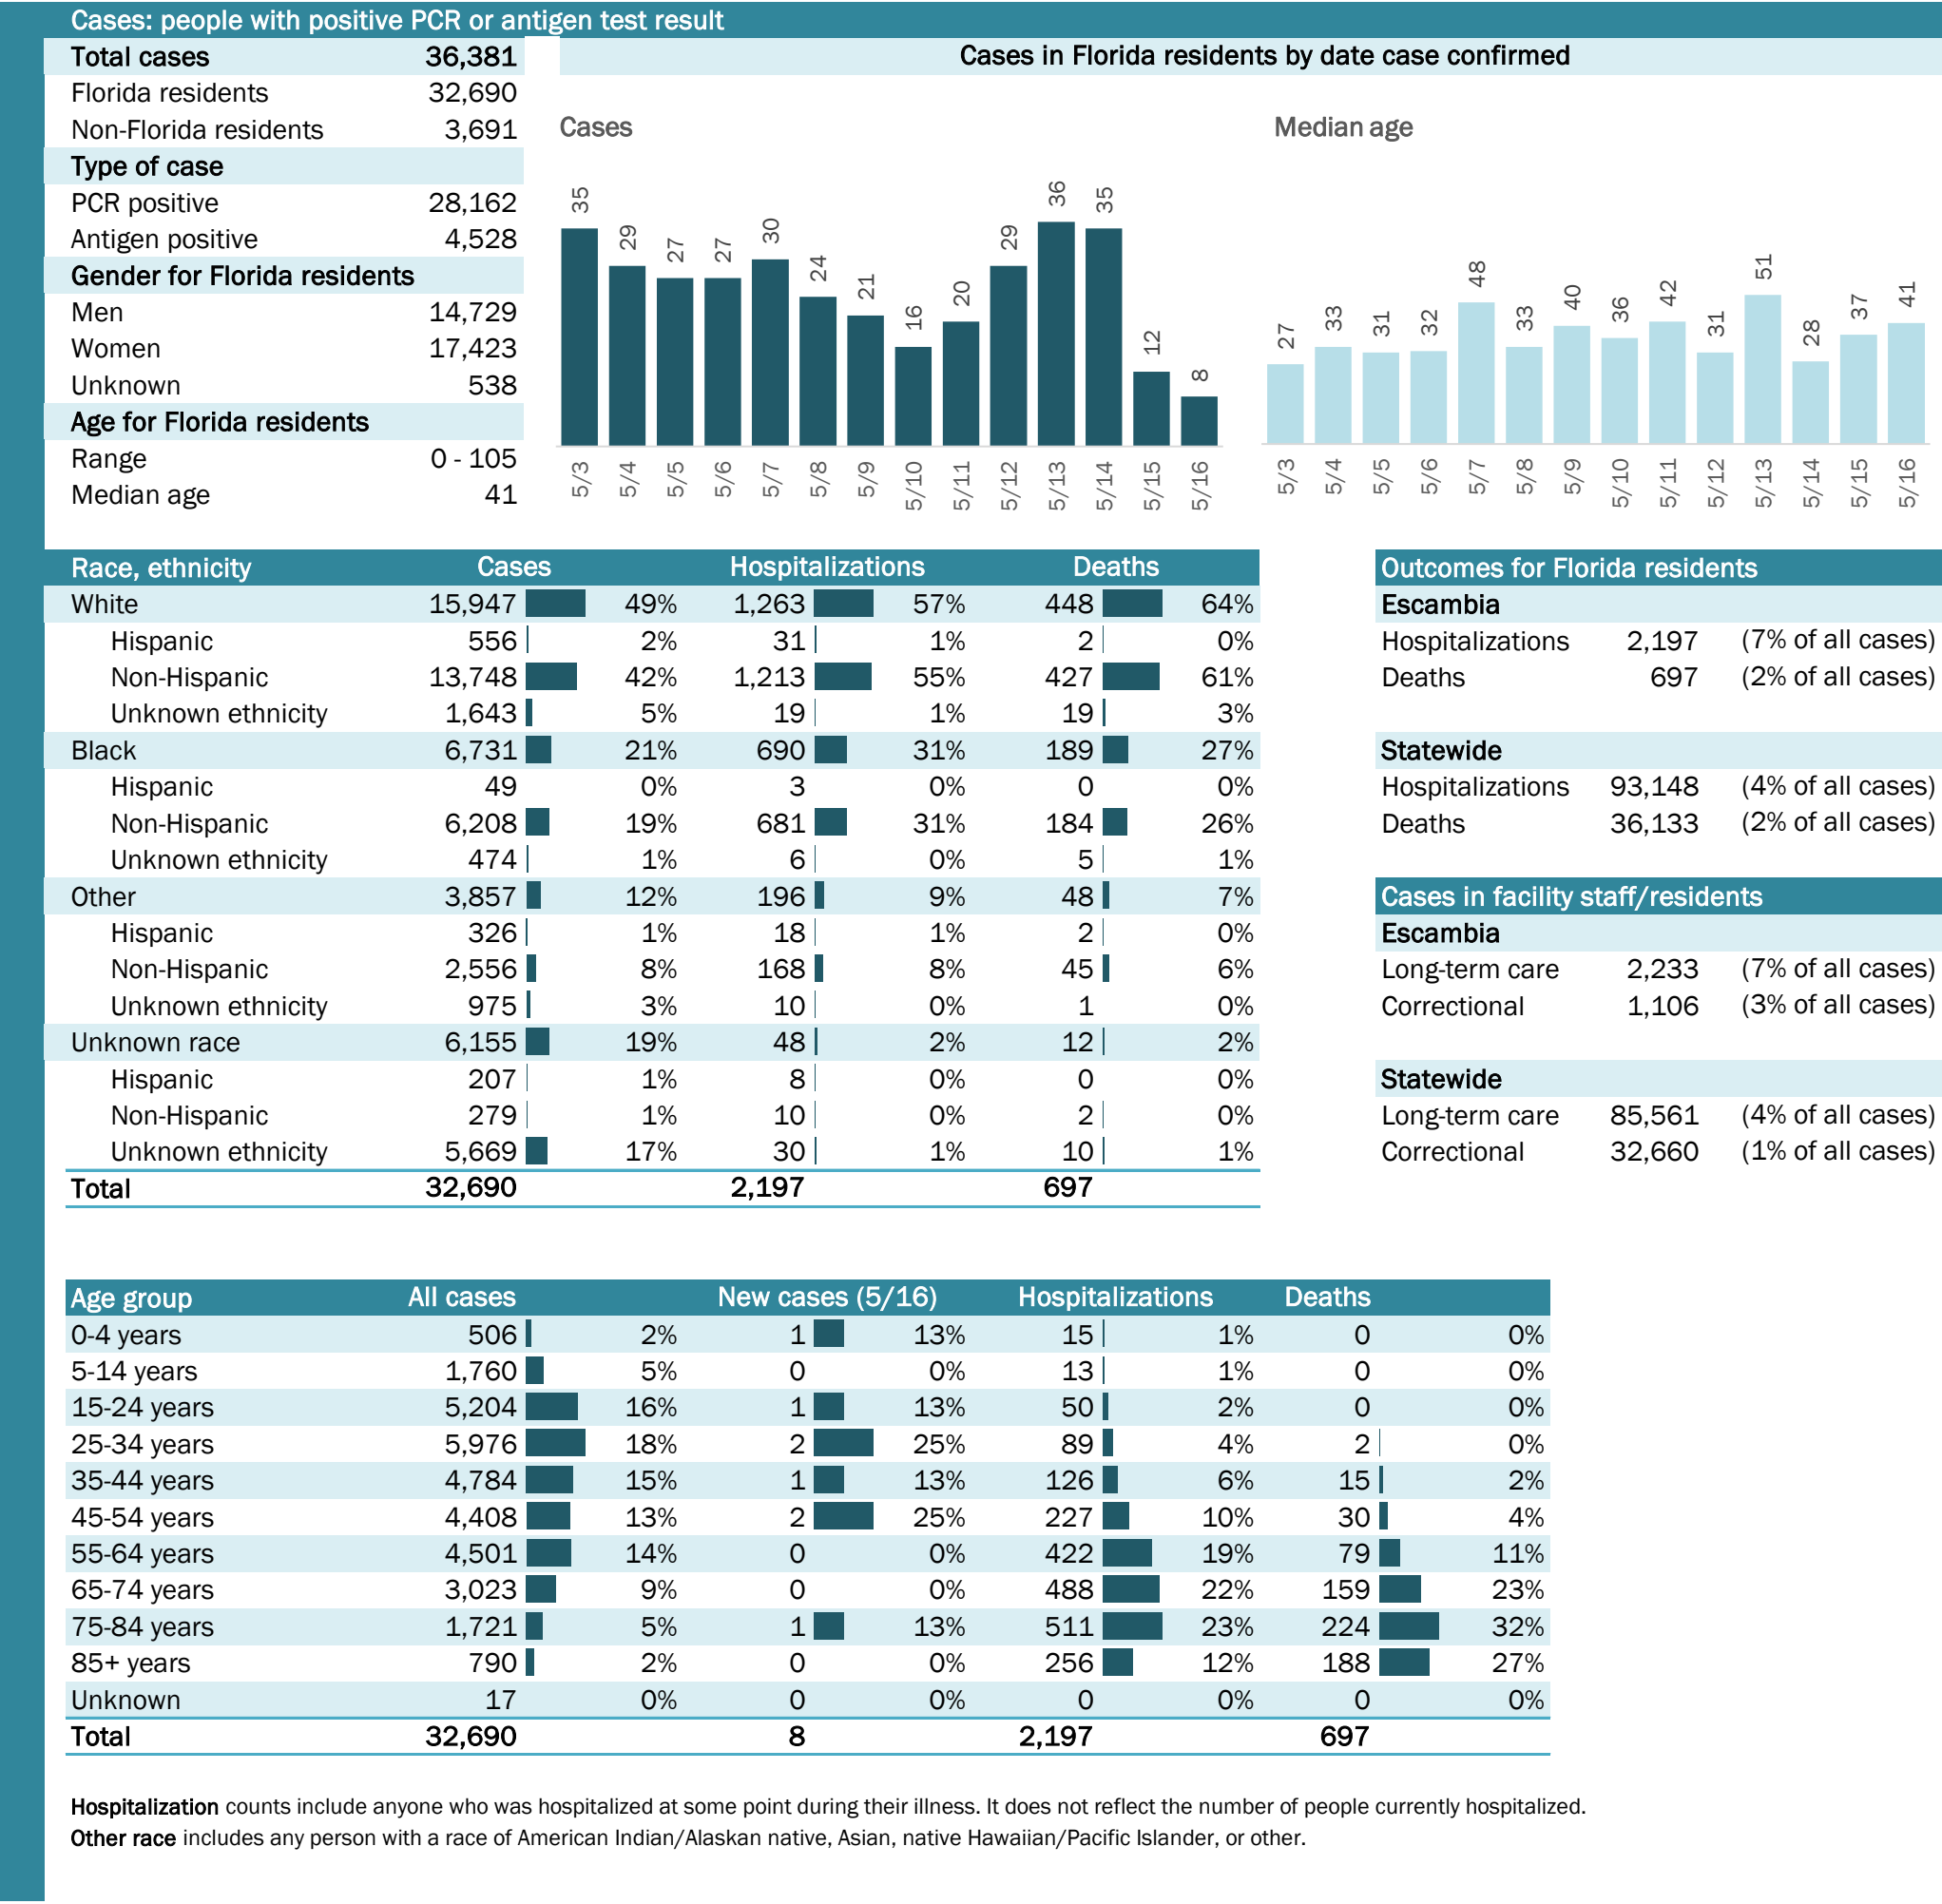 Cases: people with positive PCR or antigen test result
Total cases 36,381
Florida residents 32,690
Non-Florida residents 3,691
Type of case
PCR positive 28,162
Antigen positive 4,528
Gender for Florida residents
Men 14,729
Women 17,423
Unknown 538
Age for Florida residents
Range 0 - 105
Median age 41
Cases in Florida residents by date case confirmed
Cases
35 29 27 27 30 24 21 16 20 29 36 35 12 8
5/3 5/4 5/5 5/6 5/7 5/8 5/9 5/10 5/11 5/12 5/13 5/14 5/15 5/16
Median age
27 33 31 32 48 33 40 36 42 31 51 28 37 41
5/3 5/4 5/5 5/6 5/7 5/8 5/9 5/10 5/11 5/12 5/13 5/14 5/15 5/16
Race, ethnicity Cases Hospitalizations Deaths
White 15,947 49% 1,263 57% 448 64%
Hispanic 556 2% 31 1% 2 0%
Non-Hispanic 13,748 42% 1,213 55% 427 61%
Unknown ethnicity 1,643 5% 19 1% 19 3%
Black 6,731 21% 690 31% 189 27%
Hispanic 49 0% 3 0% 0 0%
Non-Hispanic 6,208 19% 681 31% 184 26%
Unknown ethnicity 474 1% 6 0% 5 1%
Other 3,857 12% 196 9% 48 7%
Hispanic 326 1% 18 1% 2 0%
Non-Hispanic 2,556 8% 168 8% 45 6%
Unknown ethnicity 975 3% 10 0% 1 0%
Unknown race 6,155 19% 48 2% 12 2%
Hispanic 207 1% 8 0% 0 0%
Non-Hispanic 279 1% 10 0% 2 0%
Unknown ethnicity 5,669 17% 30 1% 10 1%
Total 32,690 2,197 697
Outcomes for Florida residents
Escambia
Hospitalizations 2,197 (7% of all cases)
Deaths 697 (2% of all cases)
Statewide
Hospitalizations 93,148 (4% of all cases)
Deaths 36,133 (2% of all cases)
Cases in facility staff/residents
Escambia
Long-term care 2,233 (7% of all cases)
Correctional 1,106 (3% of all cases)
Statewide
Long-term care 85,561 (4% of all cases)
Correctional 32,660 (1% of all cases)
Age group All cases New cases (5/16) Hospitalizations Deaths
0-4 years 506 2% 1 13% 15 1% 0 0%
5-14 years 1,760 5% 0 0% 13 1% 0 0%
15-24 years 5,204 16% 1 13% 50 2% 0 0%
25-34 years 5,976 18% 2 25% 89 4% 2 0%
35-44 years 4,784 15% 1 13% 126 6% 15 2%
45-54 years 4,408 13% 2 25% 227 10% 30 4%
55-64 years 4,501 14% 0 0% 422 19% 79 11%
65-74 years 3,023 9% 0 0% 488 22% 159 23%
75-84 years 1,721 5% 1 13% 511 23% 224 32%
85+ years 790 2% 0 0% 256 12% 188 27%
Unknown 17 0% 0 0% 0 0% 0 0%
Total 32,690 8 2,197 697
Hospitalization counts include anyone who was hospitalized at some point during their illness. It does not reflect the number of people currently hospitalized.
Other race includes any person with a race of American Indian/Alaskan native, Asian, native Hawaiian/Pacific Islander, or other.